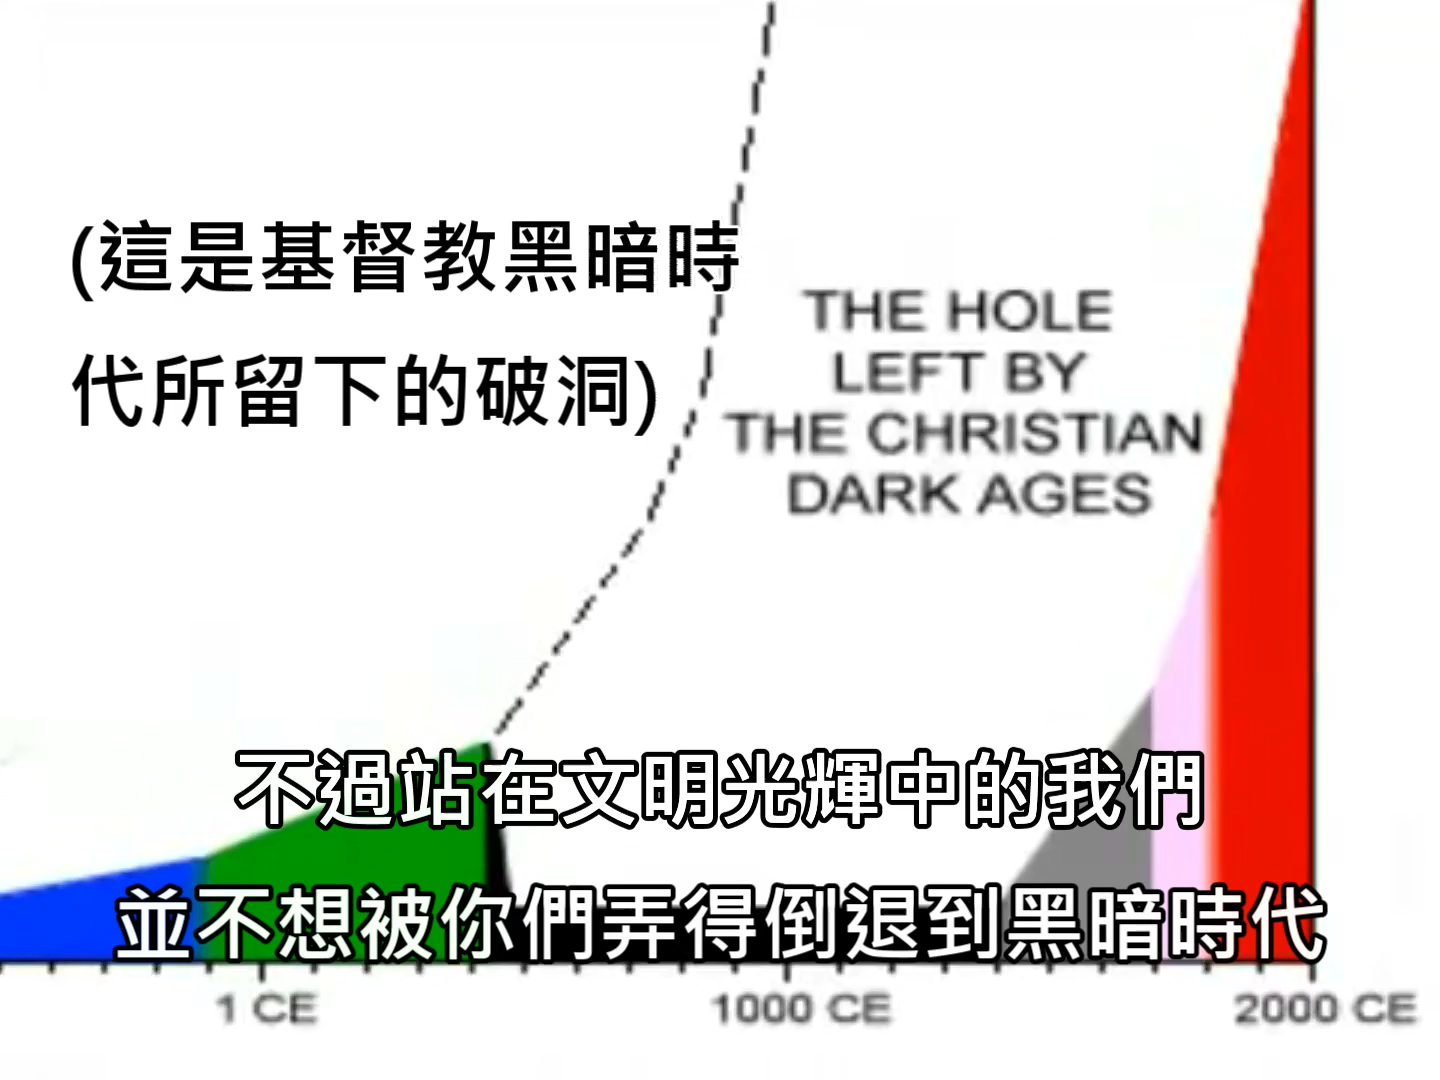 (這是基督教黑暗時
代所留下的破洞)
THE HOLE
LEFT BY
THE CHRISTIAN
DARK AGES
不過站在文明光輝中的我們
並不想被你們弄得倒退到黑暗時代
1 CE
1000 CE
2000 CE